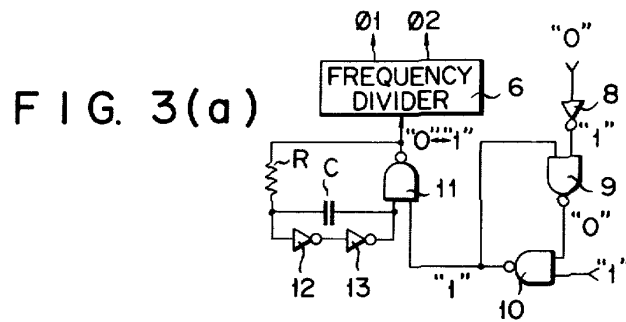 Ø1 Ø2
"0"
FIG. 3(a)
FREQUENCY
DIVIDER
6
8
"0"↔"1"
"1"
R
C
11
9
"0"
12
13
"1"
10
"1"